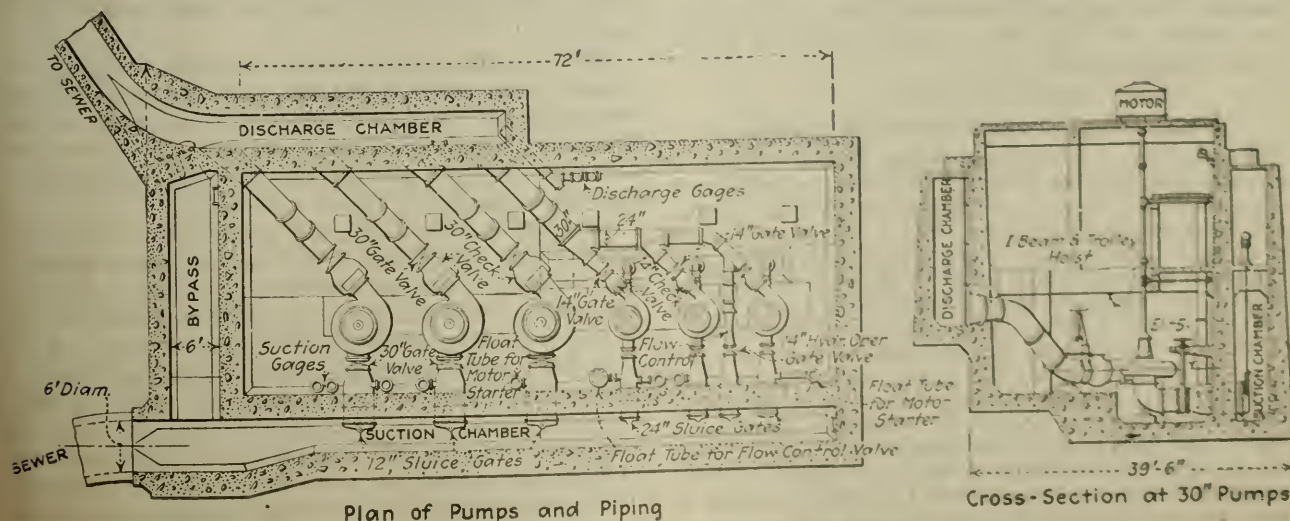 72'
TO SEWER
DISCHARGE CHAMBER
Discharge Gages
30"
24"
14" Gate Valve
30" Gate Valve
30" Check Valve
14" Gate Valve
Check Valve
BYPASS
6'
Suction Gages
30" Gate Valve
Float Tube for Motor Starter
Flow Control
Gate Valve
6' Diam.
SEWER
SUCTION CHAMBER
24" Sluice Gates
Float Tube for Motor Starter
Sluice Gates
Float Tube for Flow Control Valve
Plan of Pumps and Piping
MOTOR
DISCHARGE CHAMBER
I Beam & Trolley Hoist
SUCTION CHAMBER
39'-6"
Cross-Section at 30" Pumps